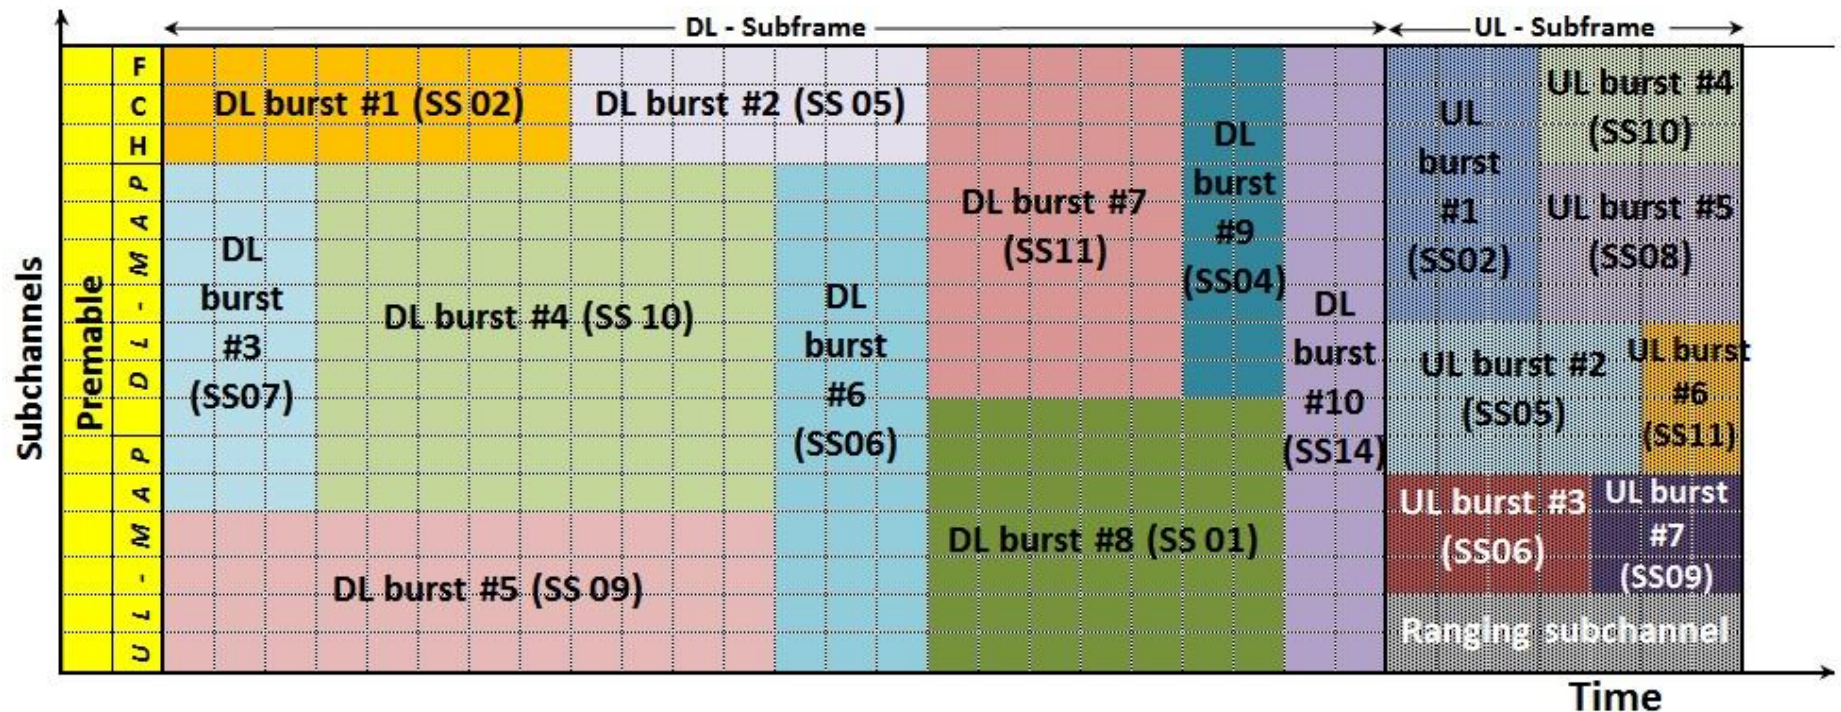 DL - Subframe
UL - Subframe
Subchannels
Premable
F
C
H
DL-MAP
UL-MAP
DL burst #1 (SS 02)
DL burst #2 (SS 05)
DL
burst
#3
(SS07)
DL burst #4 (SS 10)
DL burst #5 (SS 09)
DL
burst
#6
(SS06)
DL burst #7
(SS11)
DL burst #8 (SS 01)
DL
burst
#9
(SS04)
DL
burst
#10
(SS14)
UL
burst
#1
(SS02)
UL burst #2
(SS05)
UL burst #3
(SS06)
UL burst #4
(SS10)
UL burst #5
(SS08)
UL burst
#6
(SS11)
UL burst
#7
(SS09)
Ranging subchannel
Time